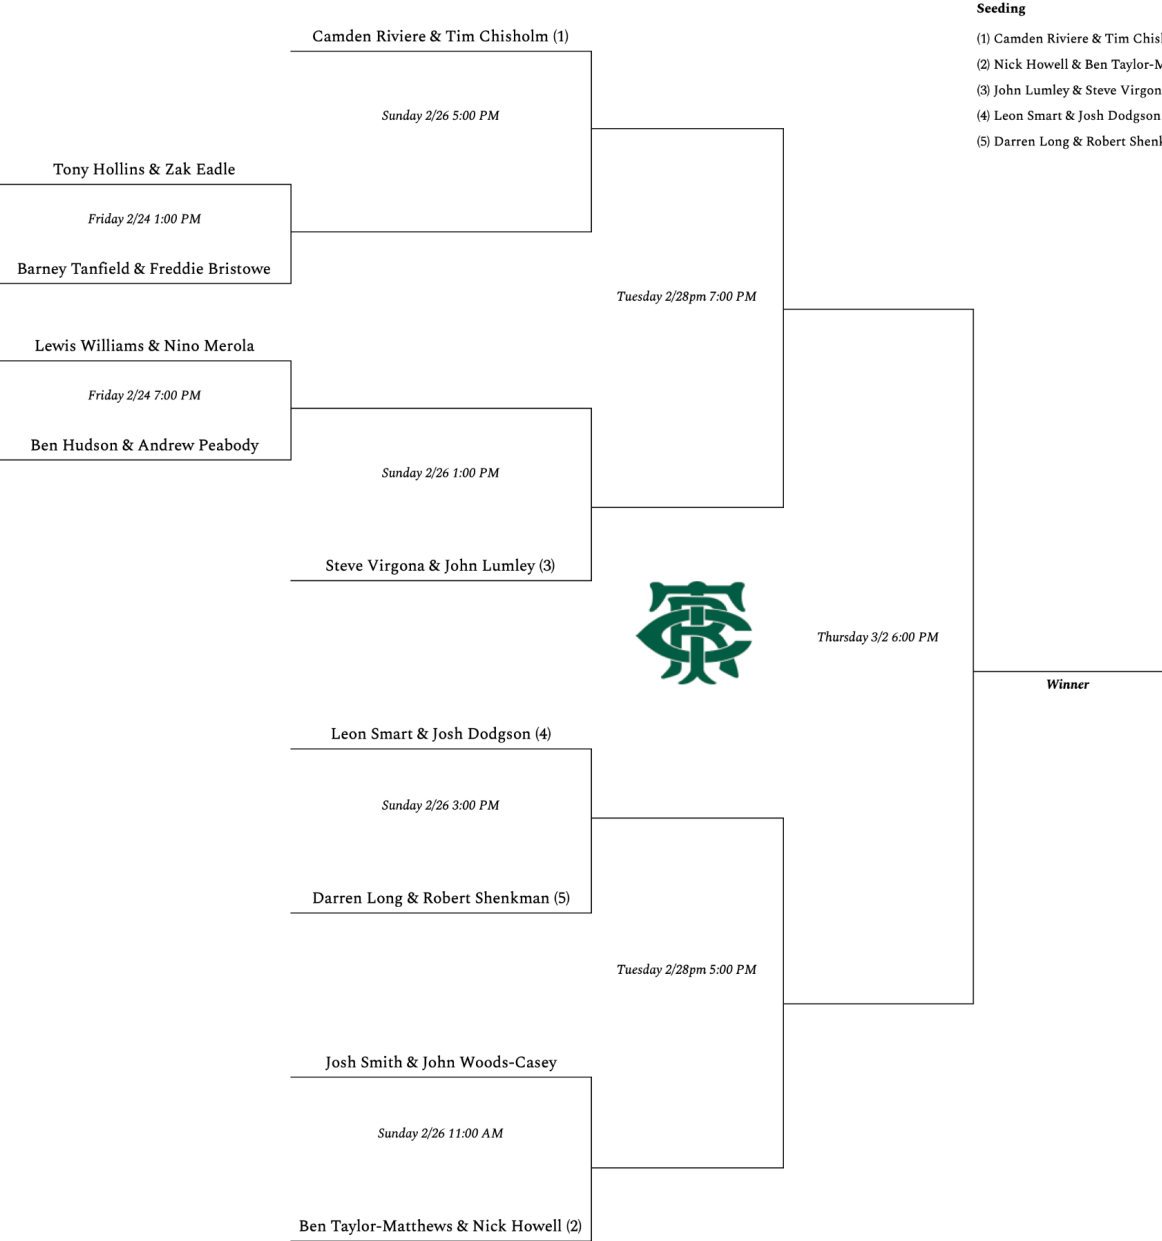 Seeding
Camden Riviere & Tim Chisholm (1)
(1) Camden Riviere & Tim
(2) Nick Howell & Ben
(3) John Lumley & Steve
Sunday 2/26 5:00 PM
(4) Leon Smart & Josh Dodgson
(5) Darren Long & Robert
Tony Hollins & Zak Eadle
Friday 2/24 1:00 PM
Barney Tanfield & Freddie Bristowe
Tuesday 2/28pm 7:00 PM
Lewis Williams & Nino Merola
Friday 2/24 7:00 PM
Ben Hudson & Andrew Peabody
Sunday 2/26 1:00 PM
Steve Virgona & John Lumley (3)
Thursday 3/2 6:00 PM
Winner
Leon Smart & Josh Dodgson (4)
Sunday 2/26 3:00 PM
Darren Long & Robert Shenkman (5)
Tuesday 2/28pm 5:00 PM
Josh Smith & John Woods-Casey
Sunday 2/26 11:00 AM
Ben Taylor-Matthews & Nick Howell (2)